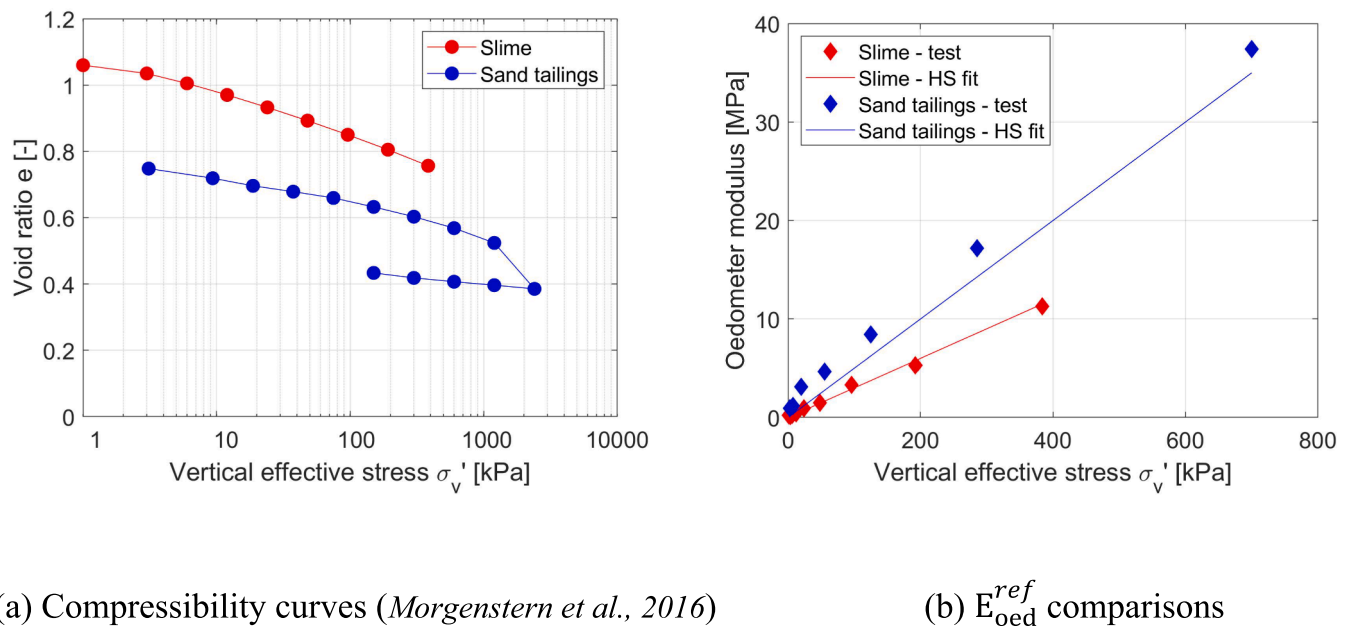 1.2
1
0.8
0.6
0.4
0.2
0
Void ratio e [-]
Slime
Sand tailings
1 10 100 1000 10000
Vertical effective stress σv' [kPa]
40
30
20
10
0
Oedometer modulus [MPa]
Slime - test
Slime - HS fit
Sand tailings - test
Sand tailings - HS fit
0 200 400 600 800
Vertical effective stress σv' [kPa]
(a) Compressibility curves (Morgenstern et al., 2016)
(b) E_oed^ref comparisons